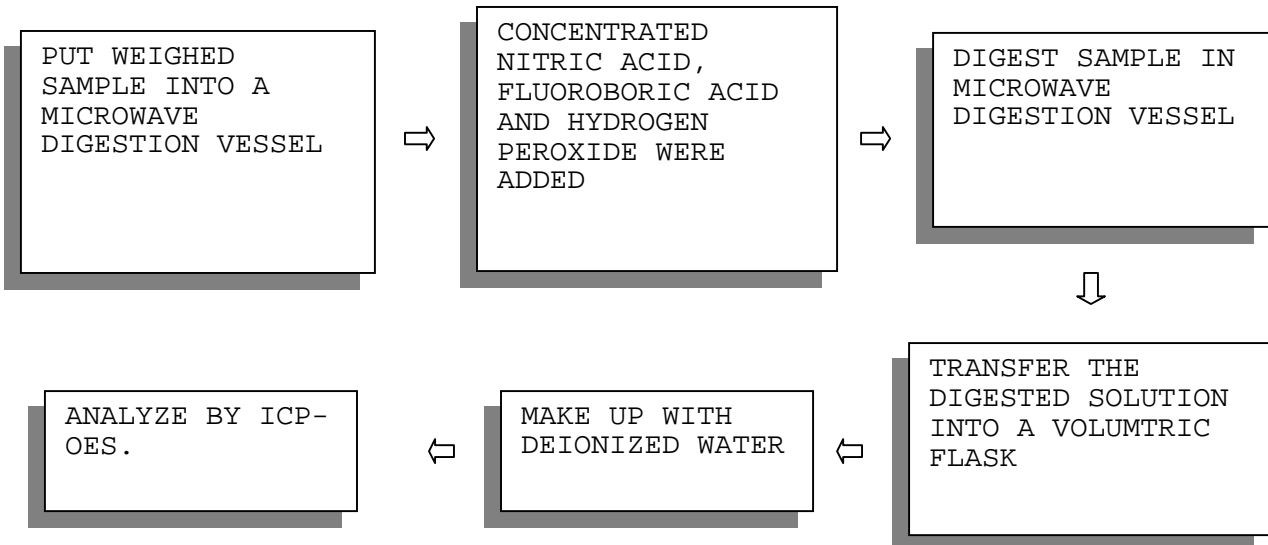 PUT WEIGHED
SAMPLE INTO A
MICROWAVE
DIGESTION VESSEL
CONCENTRATED
NITRIC ACID,
FLUOROBORIC ACID
AND HYDROGEN
PEROXIDE WERE
ADDED
DIGEST SAMPLE IN
MICROWAVE
DIGESTION VESSEL
TRANSFER THE
DIGESTED SOLUTION
INTO A VOLUMTRIC
FLASK
MAKE UP WITH
DEIONIZED WATER
ANALYZE BY ICP-
OES.